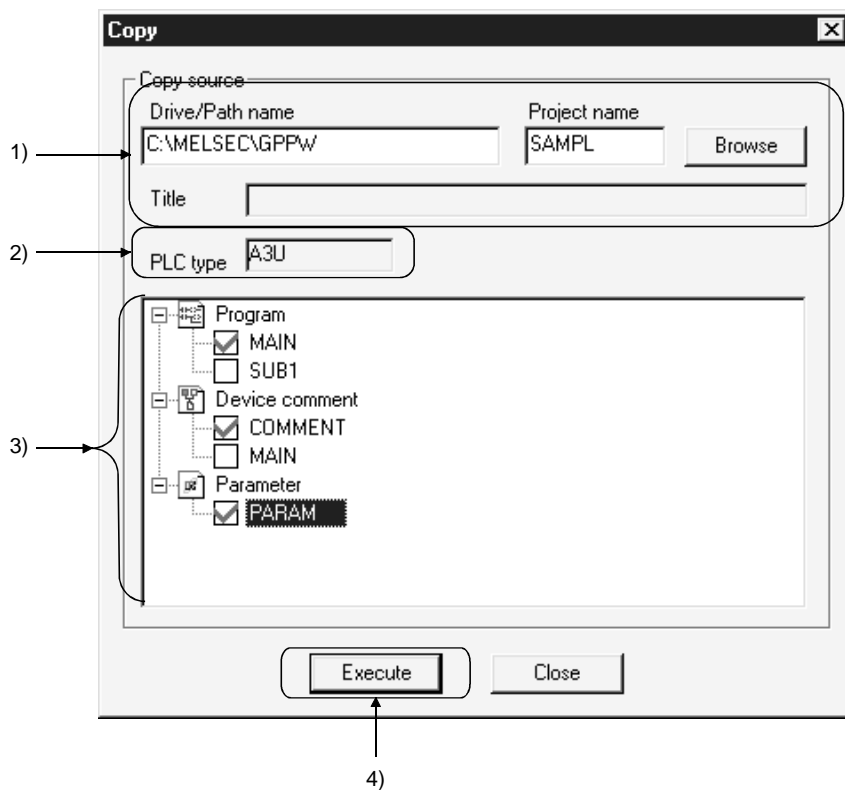 Copy
Copy source
Drive/Path name Project name
1) C:\MELSEC\GPPW SAMPL Browse
Title
2) PLC type A3U
Program
MAIN
SUB1
Device comment
COMMENT
3) MAIN
Parameter
PARAM
Execute Close
4)